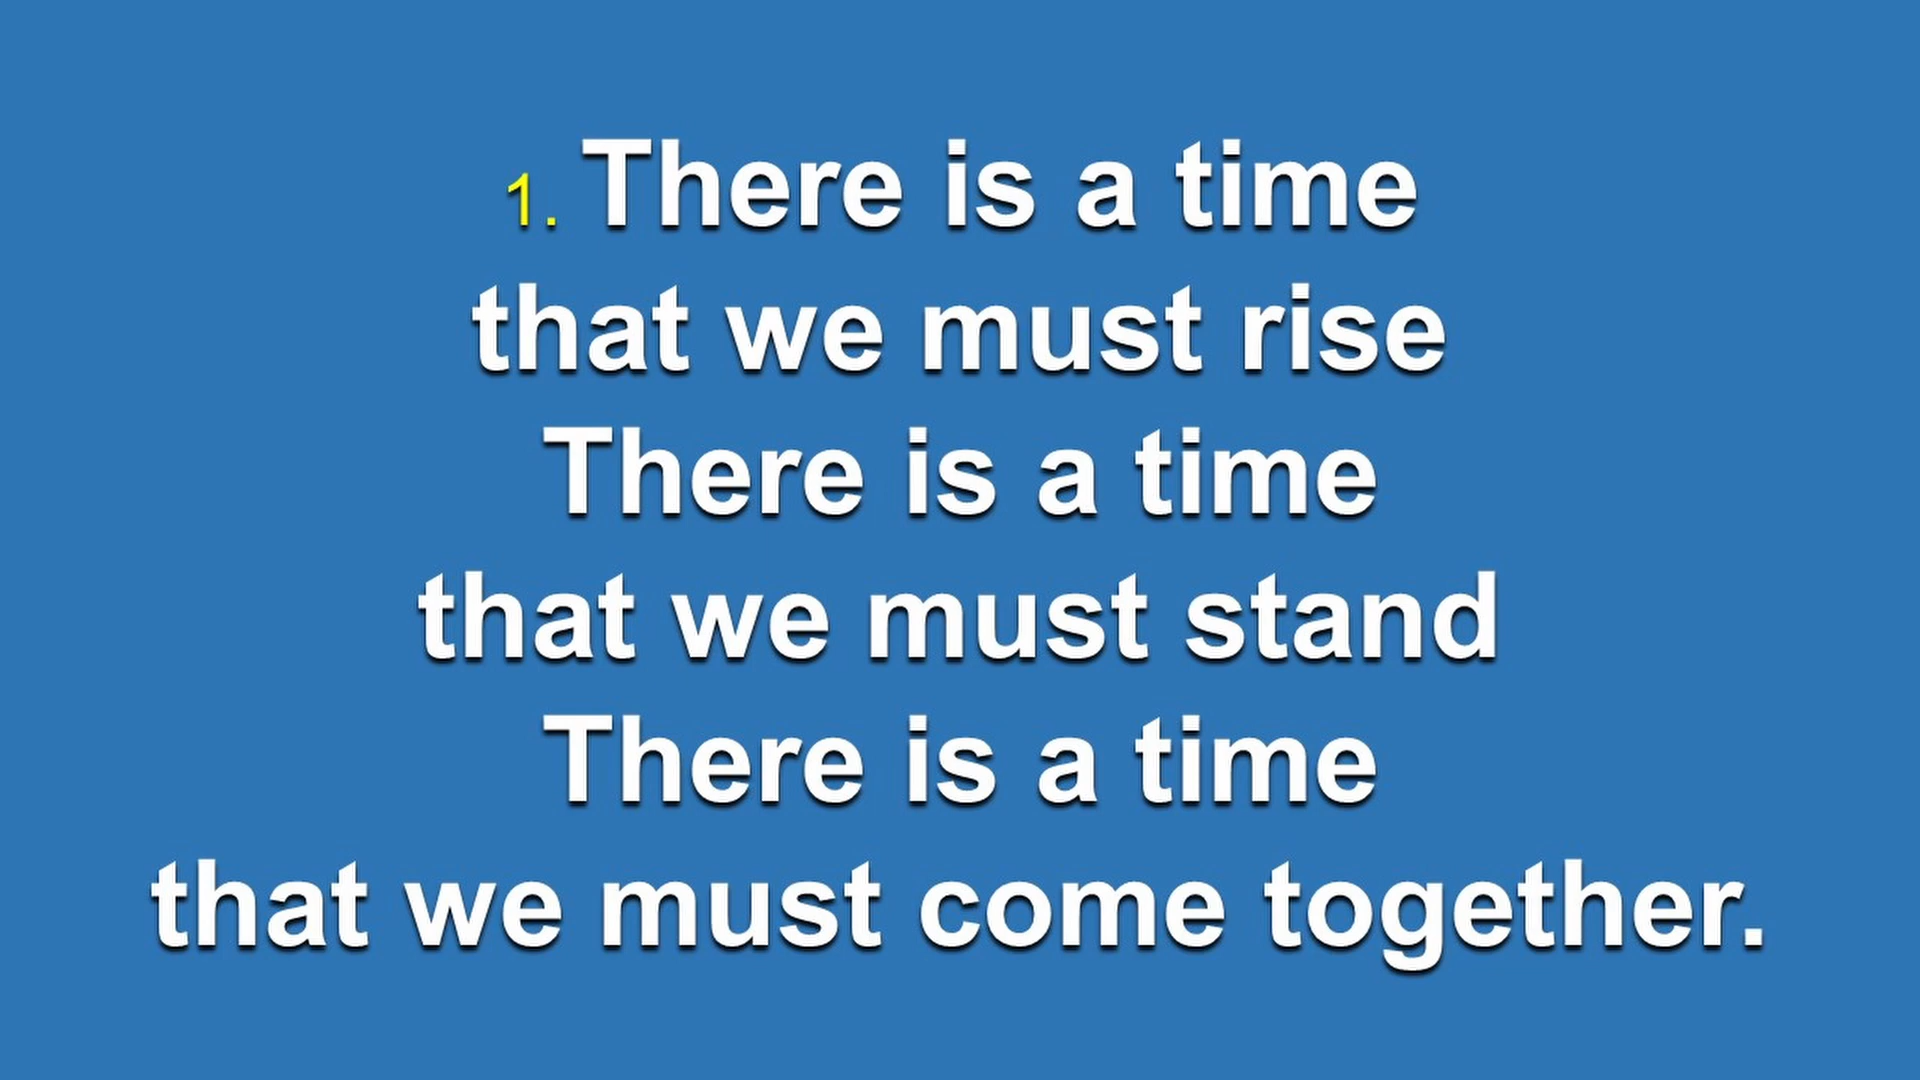 1. There is a time
that we must rise
There is a time
that we must stand
There is a time
that we must come together.